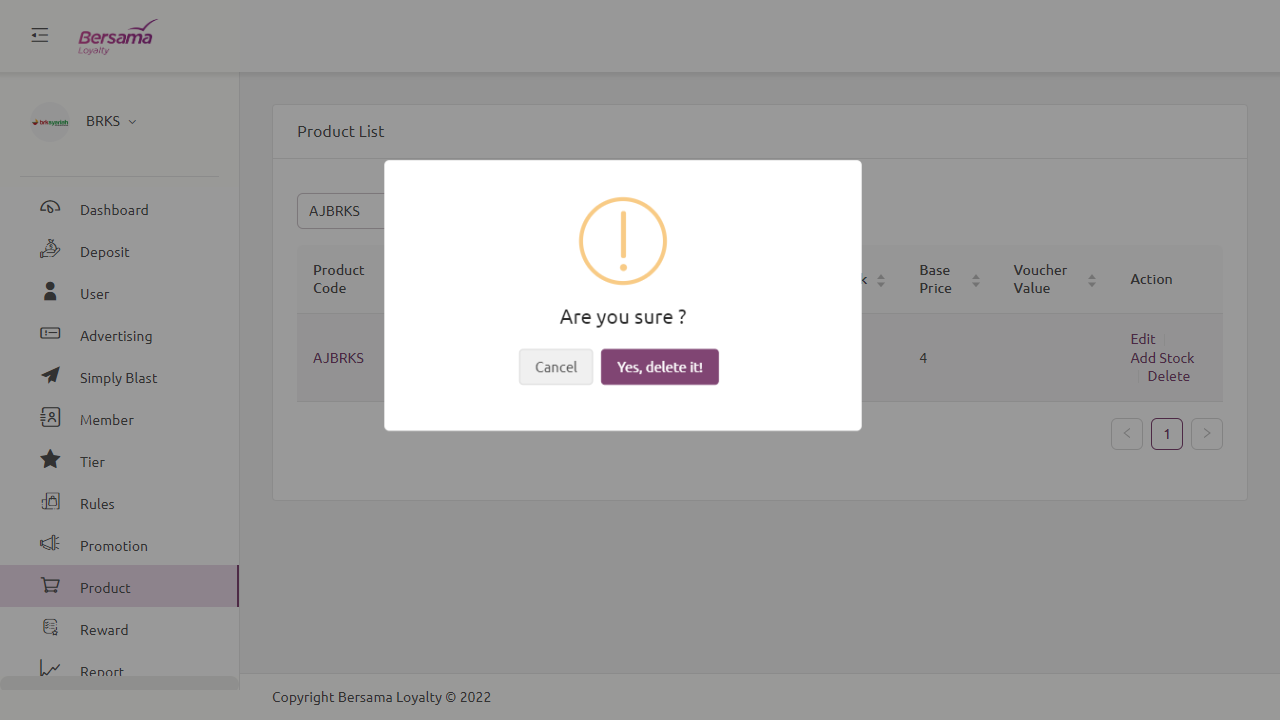 Bersama
Loyalty
brksyariah
BRKS
Dashboard
Deposit
User
Advertising
Simply Blast
Member
Tier
Rules
Promotion
Product
Reward
Report
Product List
AJBRKS
Product
Code
k
Base
Price
Voucher
Value
Action
AJBRKS
4
Edit
Add Stock
Delete
1
Are you sure ?
Cancel
Yes, delete it!
Copyright Bersama Loyalty © 2022